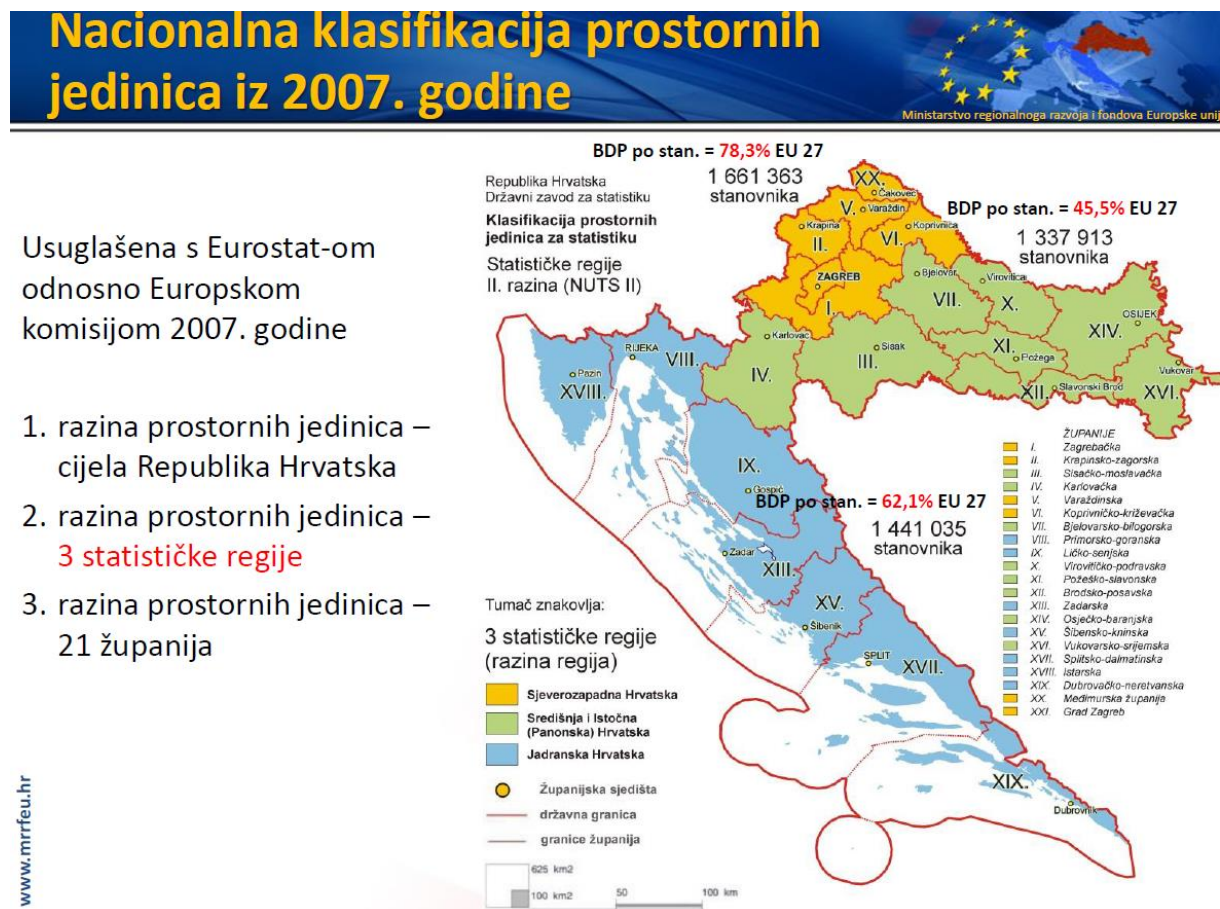 Nacionalna klasifikacija prostornih
jedinica iz 2007. godine
Ministarstvo regionalnoga razvoja i fondova Europske unij
Usuglašena s Eurostat-om
odnosno Europskom
komisijom 2007. godine
1. razina prostornih jedinica –
cijela Republika Hrvatska
2. razina prostornih jedinica –
3 statističke regije
3. razina prostornih jedinica –
21 županija
www.mrrfeu.hr
BDP po stan. = 78,3% EU 27
1 661 363
stanovnika
Republika Hrvatska
Državni zavod za statistiku
Klasifikacija prostornih
jedinica za statistiku
Statističke regije
II. razina (NUTS II)
BDP po stan. = 45,5% EU 27
1 337 913
stanovnika
XX.
Čakovec
V.
Varaždin
Krapina
II.
VI.
Koprivnica
ZAGREB
I.
Bjelovar
VII.
Virovitica
X.
OSIJEK
XIV.
Karlovac
IV.
Sisak
III.
XI.
Požega
XII.
Slavonski Brod
Vukovar
XVI.
RIJEKA
VIII.
Pazin
XVIII.
IX.
Gospić
BDP po stan. = 62,1% EU 27
1 441 035
stanovnika
Zadar
XIII.
XV.
Šibenik
SPLIT
XVII.
XIX.
Dubrovnik
ŽUPANIJE
I. Zagrebačka
II. Krapinsko-zagorska
III. Sisačko-moslavačka
IV. Karlovačka
V. Varaždinska
VI. Koprivničko-križevačka
VII. Bjelovarsko-bilogorska
VIII. Primorsko-goranska
IX. Ličko-senjska
X. Virovitičko-podravska
XI. Požeško-slavonska
XII. Brodsko-posavska
XIII. Zadarska
XIV. Osječko-baranjska
XV. Šibensko-kninska
XVI. Vukovarsko-srijemska
XVII. Splitsko-dalmatinska
XVIII. Istarska
XIX. Dubrovačko-neretvanska
XX. Međimurska županija
XXI. Grad Zagreb
Tumač znakovlja:
3 statističke regije
(razina regija)
Sjeverozapadna Hrvatska
Središnja i Istočna
(Panonska) Hrvatska
Jadranska Hrvatska
Županijska sjedišta
državna granica
granice županija
625 km2
100 km2
50
100 km